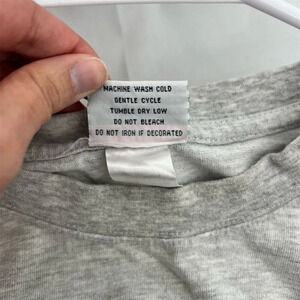 MACHINE WASH COLD
GENTLE CYCLE
TUMBLE DRY LOW
DO NOT BLEACH
DO NOT IRON IF DECORATED